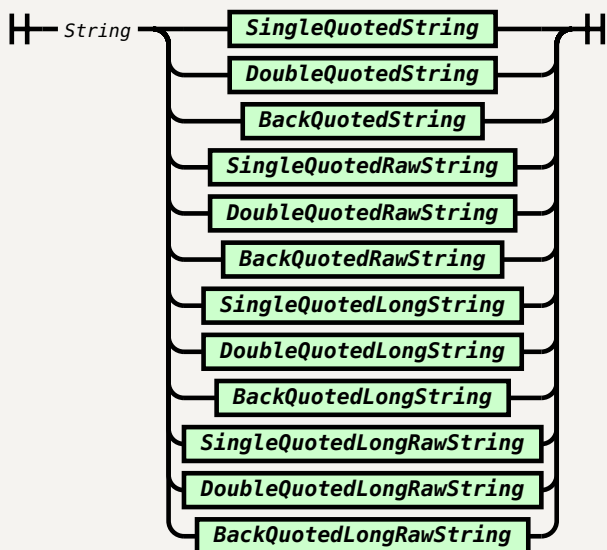 String
SingleQuotedString
DoubleQuotedString
BackQuotedString
SingleQuotedRawString
DoubleQuotedRawString
BackQuotedRawString
SingleQuotedLongString
DoubleQuotedLongString
BackQuotedLongString
SingleQuotedLongRawString
DoubleQuotedLongRawString
BackQuotedLongRawString